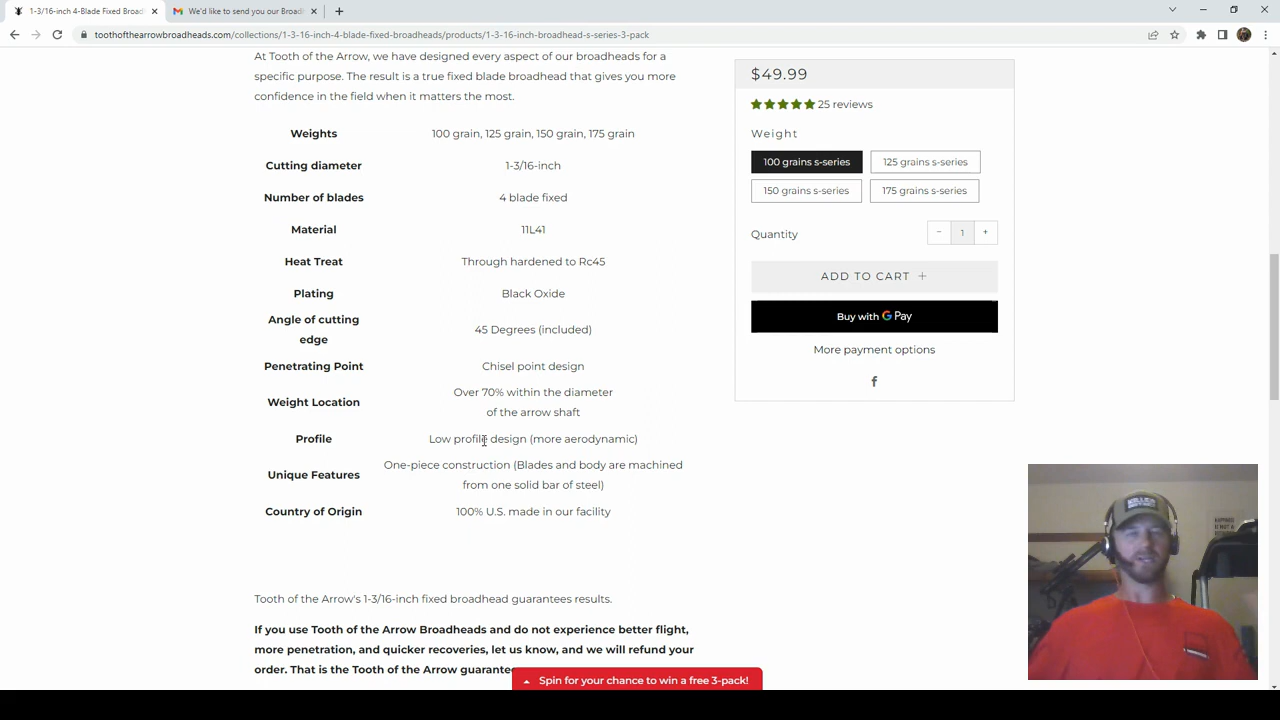 1-3/16-inch 4-Blade Fixed Broad
We'd like to send you our Broad
toothofthearrowbroadheads.com/collections/1-3-16-inch-4-blade-fixed-broadheads/products/1-3-16-inch-broadhead-s-series-3-pack
At Tooth of the Arrow, we have designed every aspect of our broadheads for a
specific purpose. The result is a true fixed blade broadhead that gives you more
confidence in the field when it matters the most.
Weights 100 grain, 125 grain, 150 grain, 175 grain
Cutting diameter 1-3/16-inch
Number of blades 4 blade fixed
Material 11L41
Heat Treat Through hardened to Rc45
Plating Black Oxide
Angle of cutting
edge
45 Degrees (included)
Penetrating Point Chisel point design
Weight Location
Over 70% within the diameter
of the arrow shaft
Profile Low profile design (more aerodynamic)
Unique Features
One-piece construction (Blades and body are machined
from one solid bar of steel)
Country of Origin 100% U.S. made in our facility
Tooth of the Arrow's 1-3/16-inch fixed broadhead guarantees results.
If you use Tooth of the Arrow Broadheads and do not experience better flight,
more penetration, and quicker recoveries, let us know, and we will refund your
order. That is the Tooth of the Arrow guarante
Spin for your chance to win a free 3-pack!
$49.99
25 reviews
Weight
100 grains s-series 125 grains s-series
150 grains s-series 175 grains s-series
Quantity − 1 +
ADD TO CART +
Buy with G Pay
More payment options